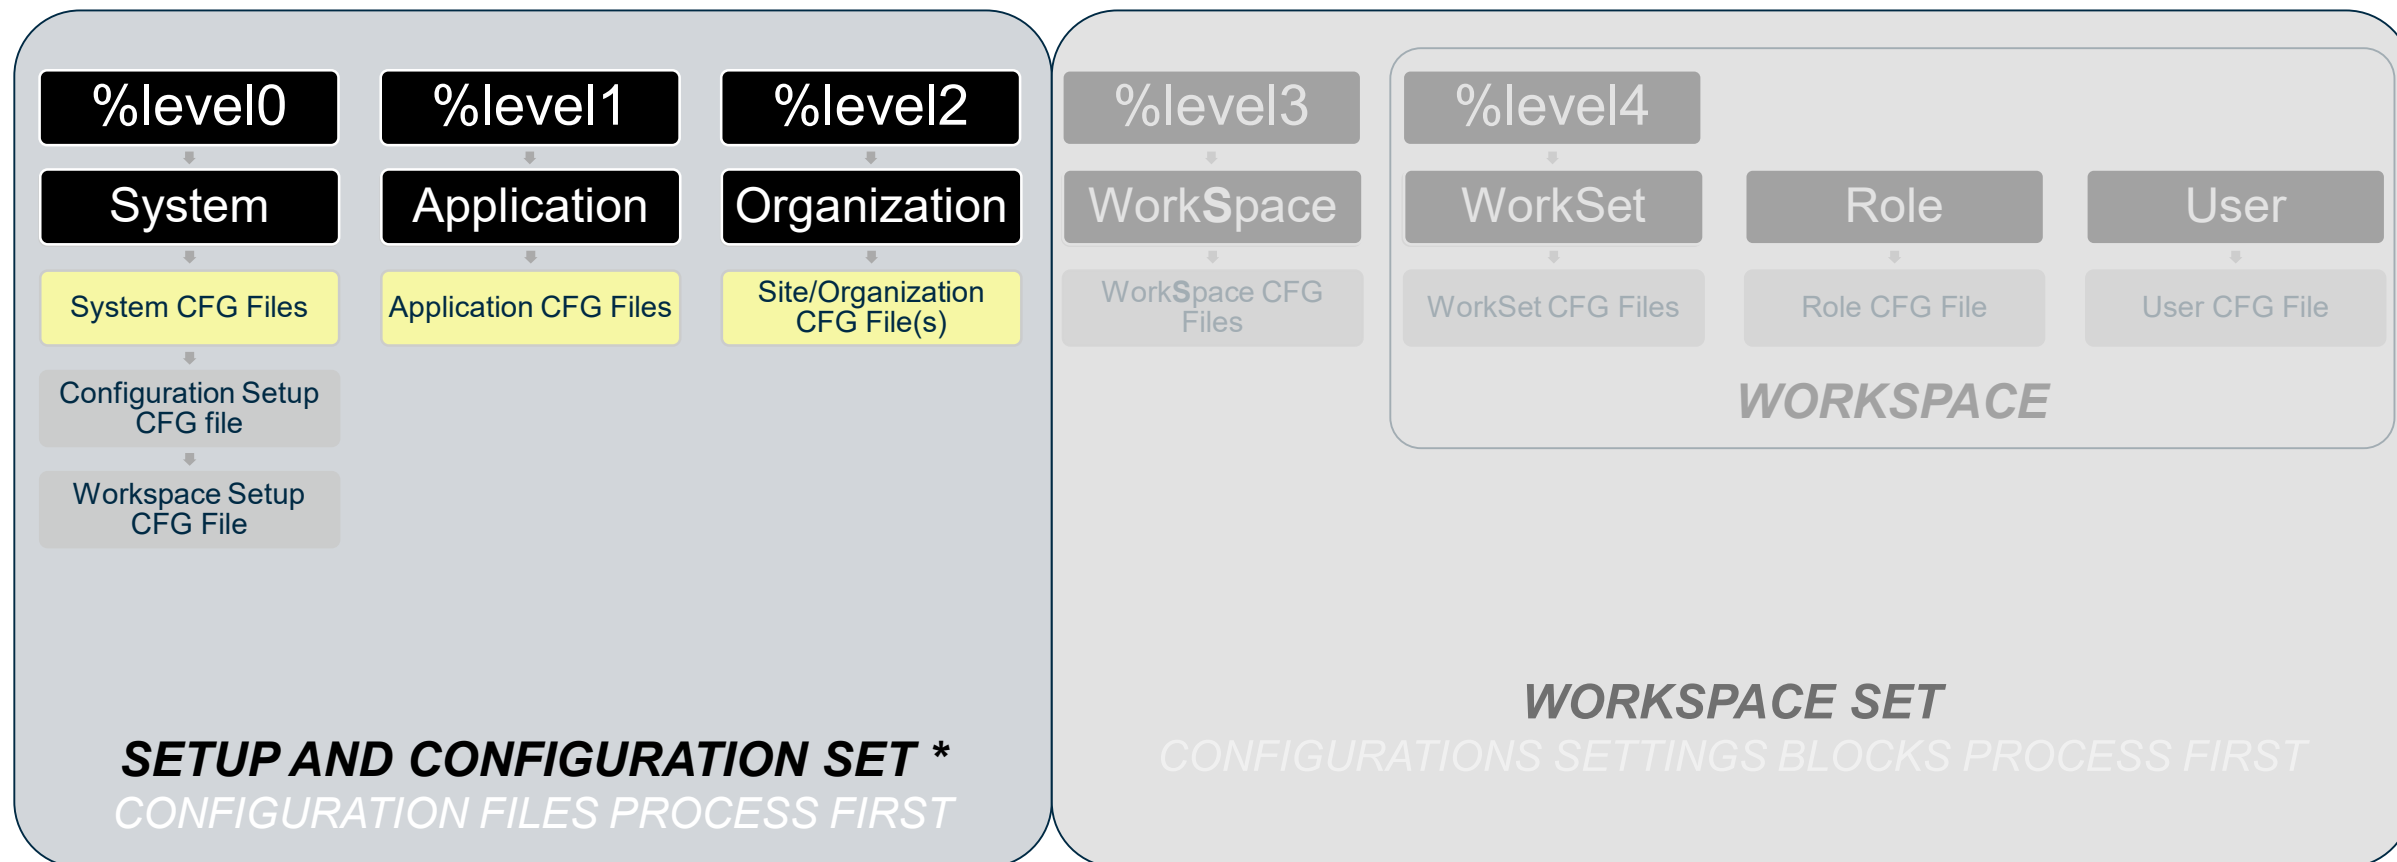 %level0
System
System CFG Files
Configuration Setup
CFG file
Workspace Setup
CFG File
%level1
Application
Application CFG Files
%level2
Organization
Site/Organization
CFG File(s)
SETUP AND CONFIGURATION SET *
CONFIGURATION FILES PROCESS FIRST
%level3
WorkSpace
WorkSpace CFG
Files
%level4
WorkSet
WorkSet CFG Files
Role
Role CFG File
User
User CFG File
WORKSPACE
WORKSPACE SET
CONFIGURATIONS SETTINGS BLOCKS PROCESS FIRST